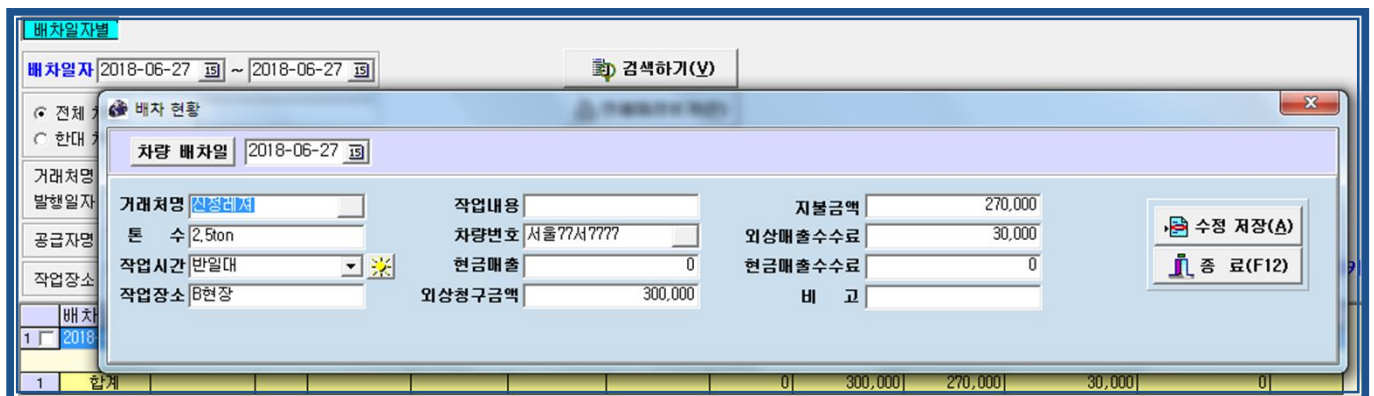 배차일자별
배차일자 2018-06-27 15 ~ 2018-06-27 15 검색하기(V)
전체
한대
거래처명
발행일자
공급자명
작업장소
배차 현황
차량 배차일 2018-06-27 15
거래처명 신정레져 작업내용 지불금액 270,000
톤 수 2,5ton 차량번호 서울77사7777 외상매출수수료 30,000
작업시간 반일대 현금매출 0 현금매출수수료 0
작업장소 B현장 외상청구금액 300,000 비 고
수정 저장(A)
종 료(F12)
배차
1 2018-
1 합계 0 300,000 270,000 30,000 0